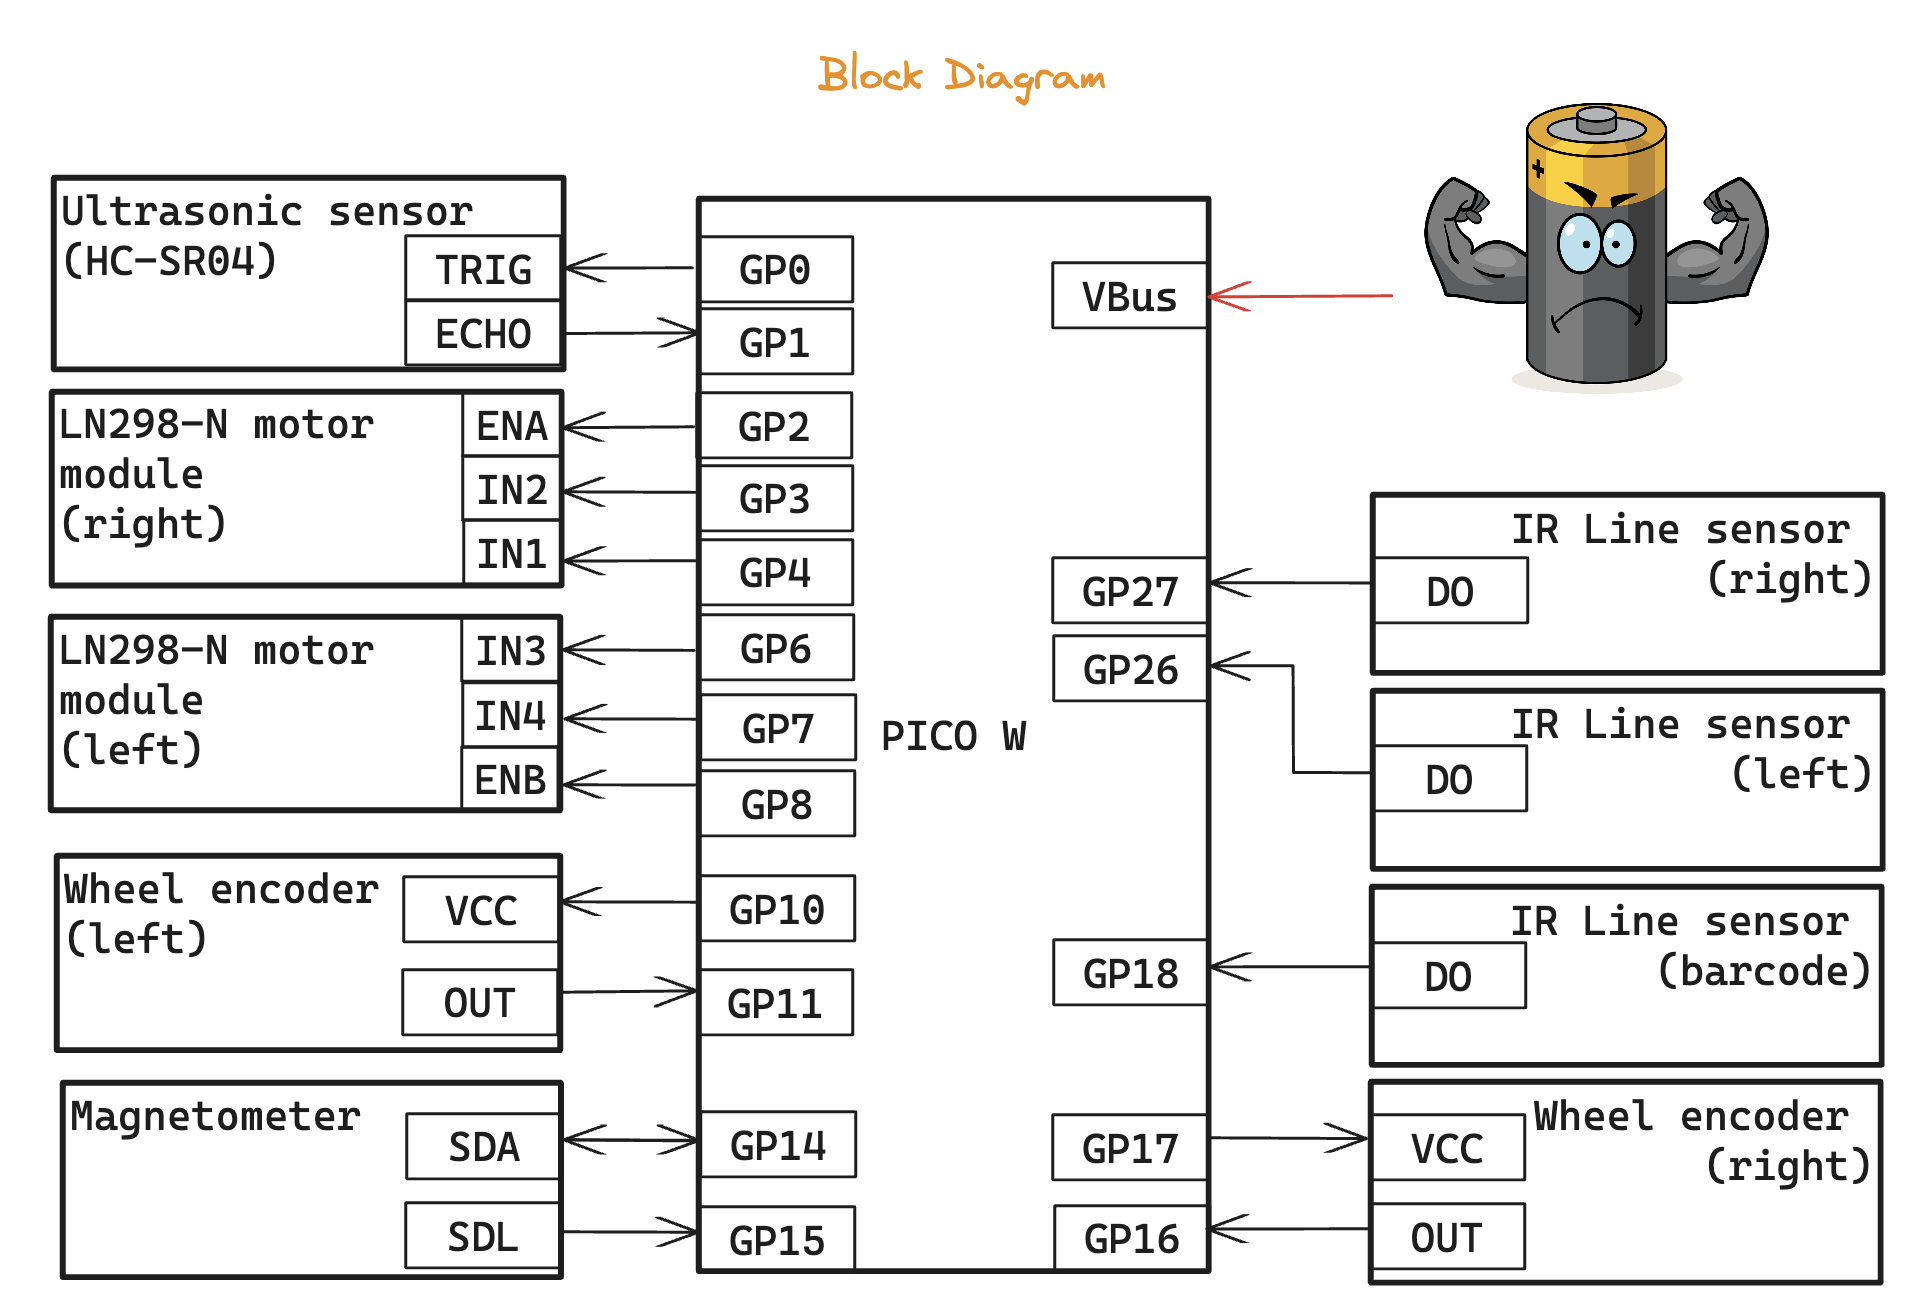 Block Diagram
Ultrasonic sensor
(HC-SR04)
TRIG
ECHO
LN298-N motor
module
(right)
ENA
IN2
IN1
LN298-N motor
module
(left)
IN3
IN4
ENB
Wheel encoder
(left)
VCC
OUT
Magnetometer
SDA
SDL
GP0
GP1
GP2
GP3
GP4
GP6
GP7
GP8
GP10
GP11
GP14
GP15
PICO W
VBus
GP27
GP26
GP18
GP17
GP16
+
IR Line sensor
(right)
DO
IR Line sensor
(left)
DO
IR Line sensor
(barcode)
DO
Wheel encoder
(right)
VCC
OUT